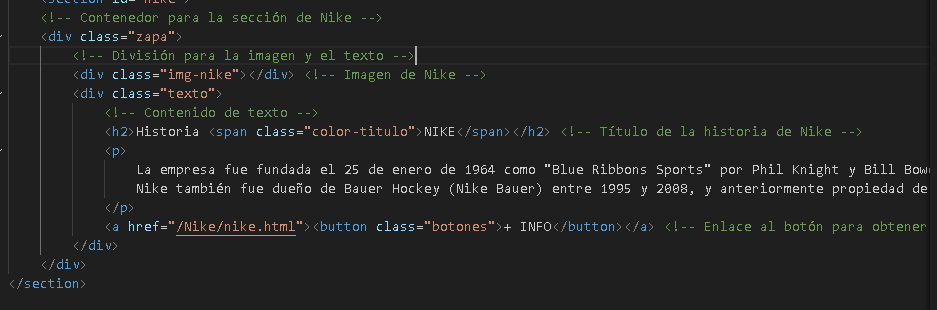 <section id="nike">
<!-- Contenedor para la sección de Nike -->
<div class="zapa">
<!-- División para la imagen y el texto -->
<div class="img-nike"></div> <!-- Imagen de Nike -->
<div class="texto">
<!-- Contenido de texto -->
<h2>Historia <span class="color-titulo">NIKE</span></h2> <!-- Título de la historia de Nike -->
<p>
La empresa fue fundada el 25 de enero de 1964 como "Blue Ribbons Sports" por Phil Knight y Bill Bowe
Nike también fue dueño de Bauer Hockey (Nike Bauer) entre 1995 y 2008, y anteriormente propiedad de
</p>
<a href="/Nike/nike.html"><button class="botones">+ INFO</button></a> <!-- Enlace al botón para obtener
</div>
</div>
</section>